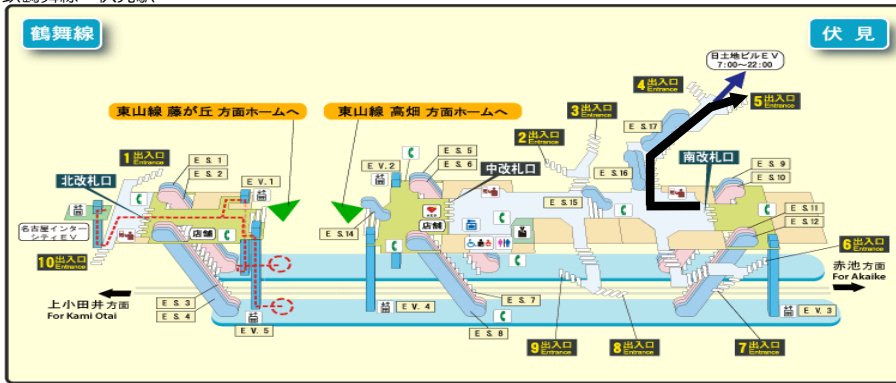 鶴舞線
伏見
日土地ビルEV
7:00〜22:00
東山線 藤が丘 方面ホームへ
東山線 高畑 方面ホームへ
4出入口
Entrance
5出入口
Entrance
3出入口
Entrance
2出入口
Entrance
1出入口
Entrance
北改札口
中改札口
南改札口
E S. 1
E S. 2
E V. 1
E V. 2
E S. 5
E S. 6
E S. 17
E S. 16
E S. 15
E S. 9
E S. 10
E S. 11
E S. 12
E S. 14
店舗
店舗
名古屋インター
シティEV
10出入口
Entrance
6出入口
Entrance
上小田井方面
For Kami Otai
赤池方面
For Akaike
E S. 3
E S. 4
E V. 5
E V. 4
E S. 7
E S. 8
E V. 3
9出入口
Entrance
8出入口
Entrance
7出入口
Entrance